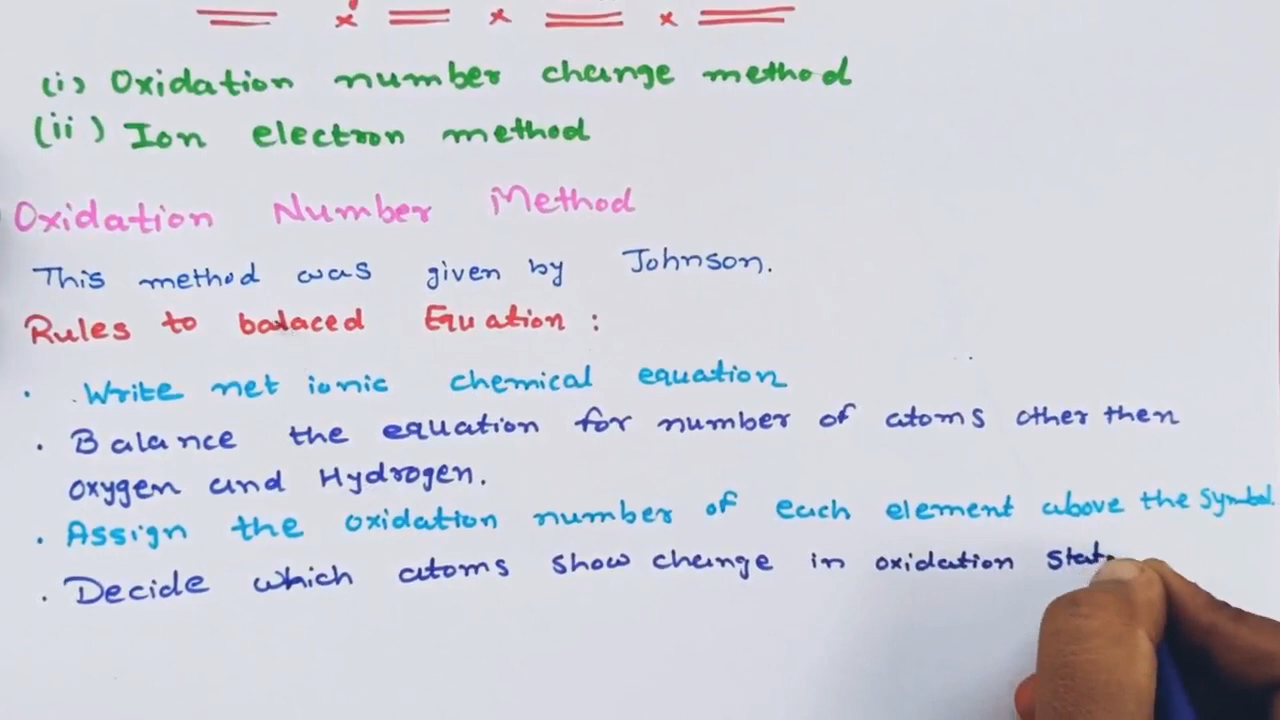 (i) Oxidation number change method
(ii) Ion electron method
Oxidation Number Method
This method was given by Johnson.
Rules to balaced Equation :
. Write net ionic chemical equation
. Balance the equation for number of atoms other then
oxygen and Hydrogen.
. Assign the oxidation number of each element above the symbol.
. Decide which atoms show change in oxidation